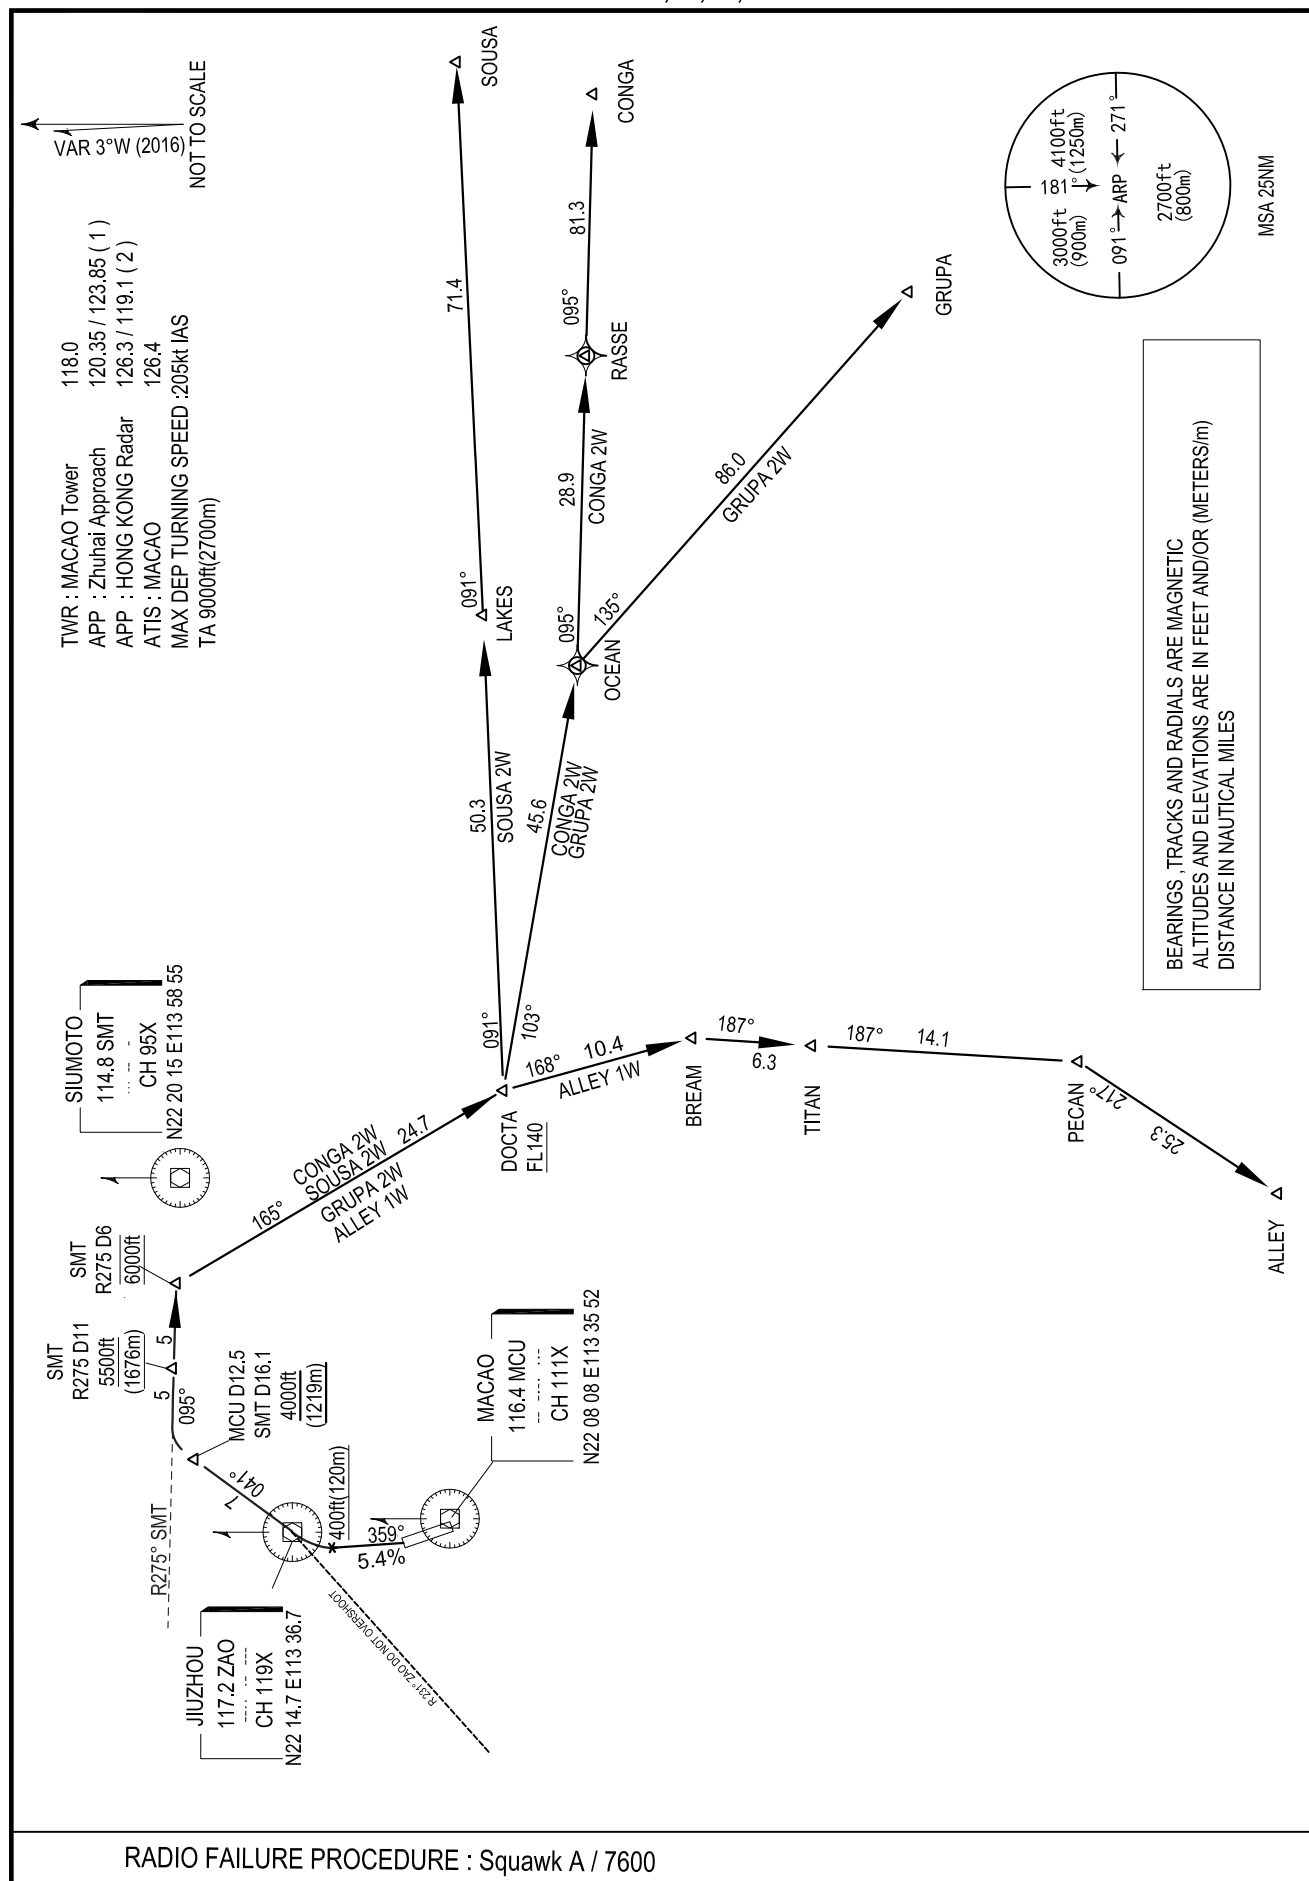 VAR 3°W (2016)
NOT TO SCALE
TWR : MACAO Tower 118.0
APP : Zhuhai Approach 120.35 / 123.85 ( 1 )
APP : HONG KONG Radar 126.3 / 119.1 ( 2 )
ATIS : MACAO 126.4
MAX DEP TURNING SPEED :205kt IAS
TA 9000ft(2700m)
SIUMOTO
114.8 SMT
CH 95X
N22 20 15 E113 58 55
SMT
R275 D11
5500ft
(1676m)
SMT
R275 D6
6000ft
5
5
095°
R275° SMT
MCU D12.5
SMT D16.1
4000ft
(1219m)
7
041°
400ft(120m)
359°
5.4%
JIUZHOU
117.2 ZAO
CH 119X
N22 14.7 E113 36.7
R 231° ZAO DO NOT OVERSHOOT
MACAO
116.4 MCU
CH 111X
N22 08 08 E113 35 52
165°
CONGA 2W
SOUSA 2W
24.7
GRUPA 2W
ALLEY 1W
DOCTA
FL140
091°
50.3
SOUSA 2W
LAKES
091°
71.4
SOUSA
103°
45.6
CONGA 2W
GRUPA 2W
OCEAN
095°
28.9
CONGA 2W
RASSE
095°
81.3
CONGA
135°
86.0
GRUPA 2W
GRUPA
168°
10.4
ALLEY 1W
BREAM
187°
6.3
TITAN
187°
14.1
PECAN
217°
25.3
ALLEY
3000ft
(900m)
181°
4100ft
(1250m)
091°
ARP
271°
2700ft
(800m)
MSA 25NM
BEARINGS ,TRACKS AND RADIALS ARE MAGNETIC
ALTITUDES AND ELEVATIONS ARE IN FEET AND/OR (METERS/m)
DISTANCE IN NAUTICAL MILES
RADIO FAILURE PROCEDURE : Squawk A / 7600